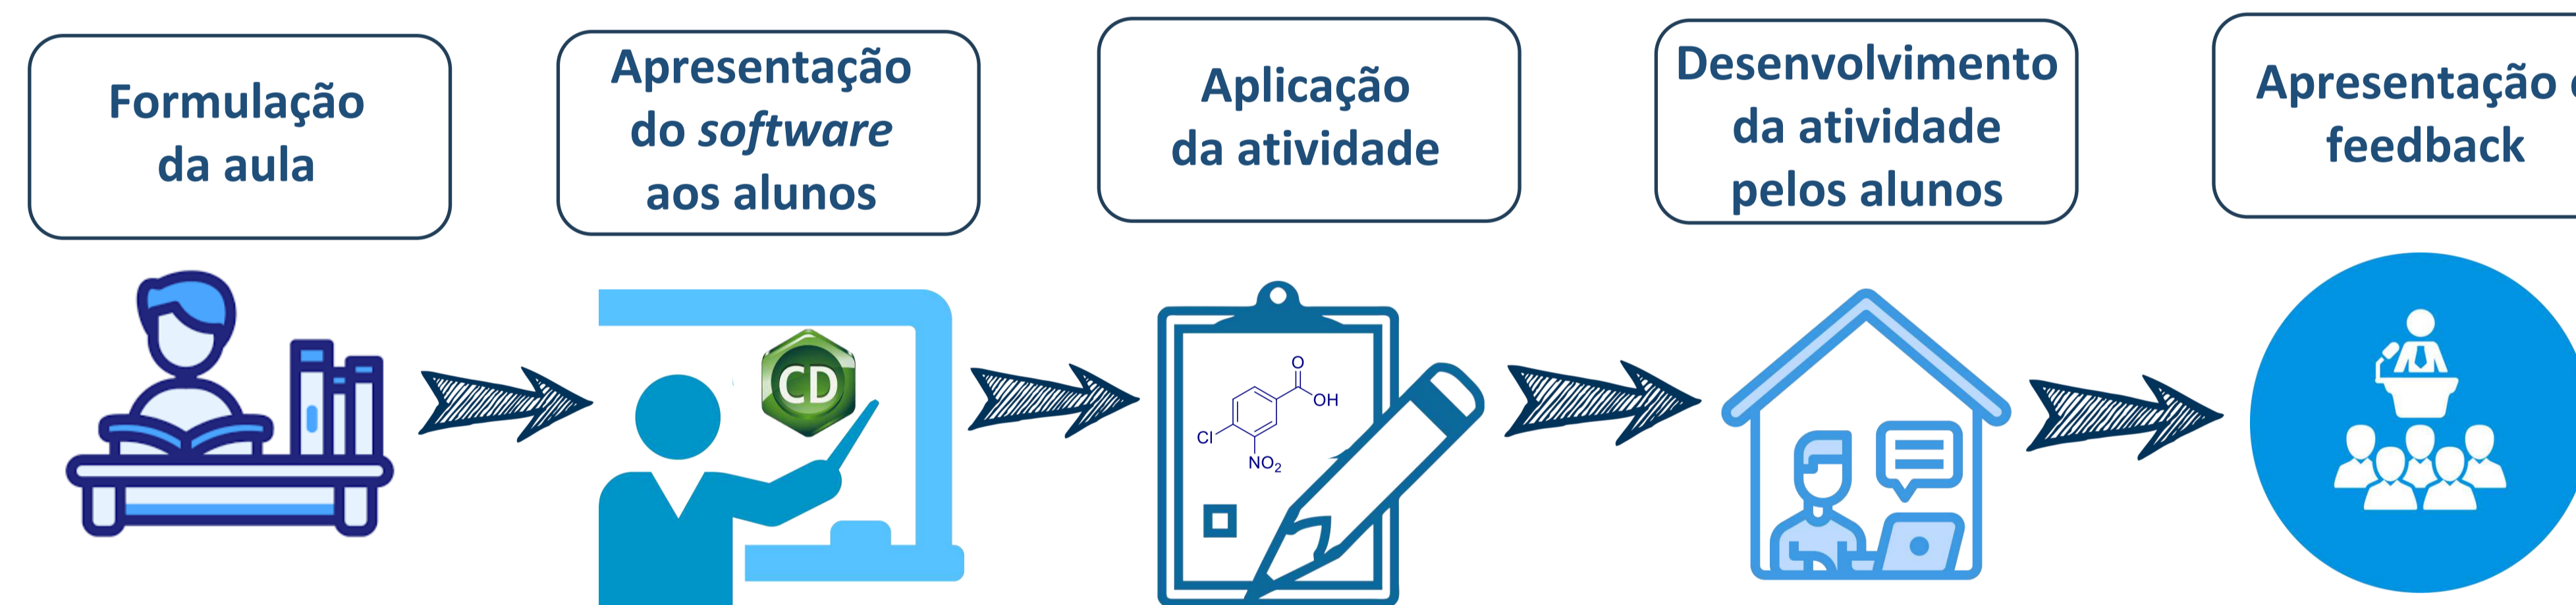 Formulação
da aula
Apresentação
do software
aos alunos
Aplicação
da atividade
Desenvolvimento
da atividade
pelos alunos
Apresentação
feedback
CD
O
OH
Cl
NO₂